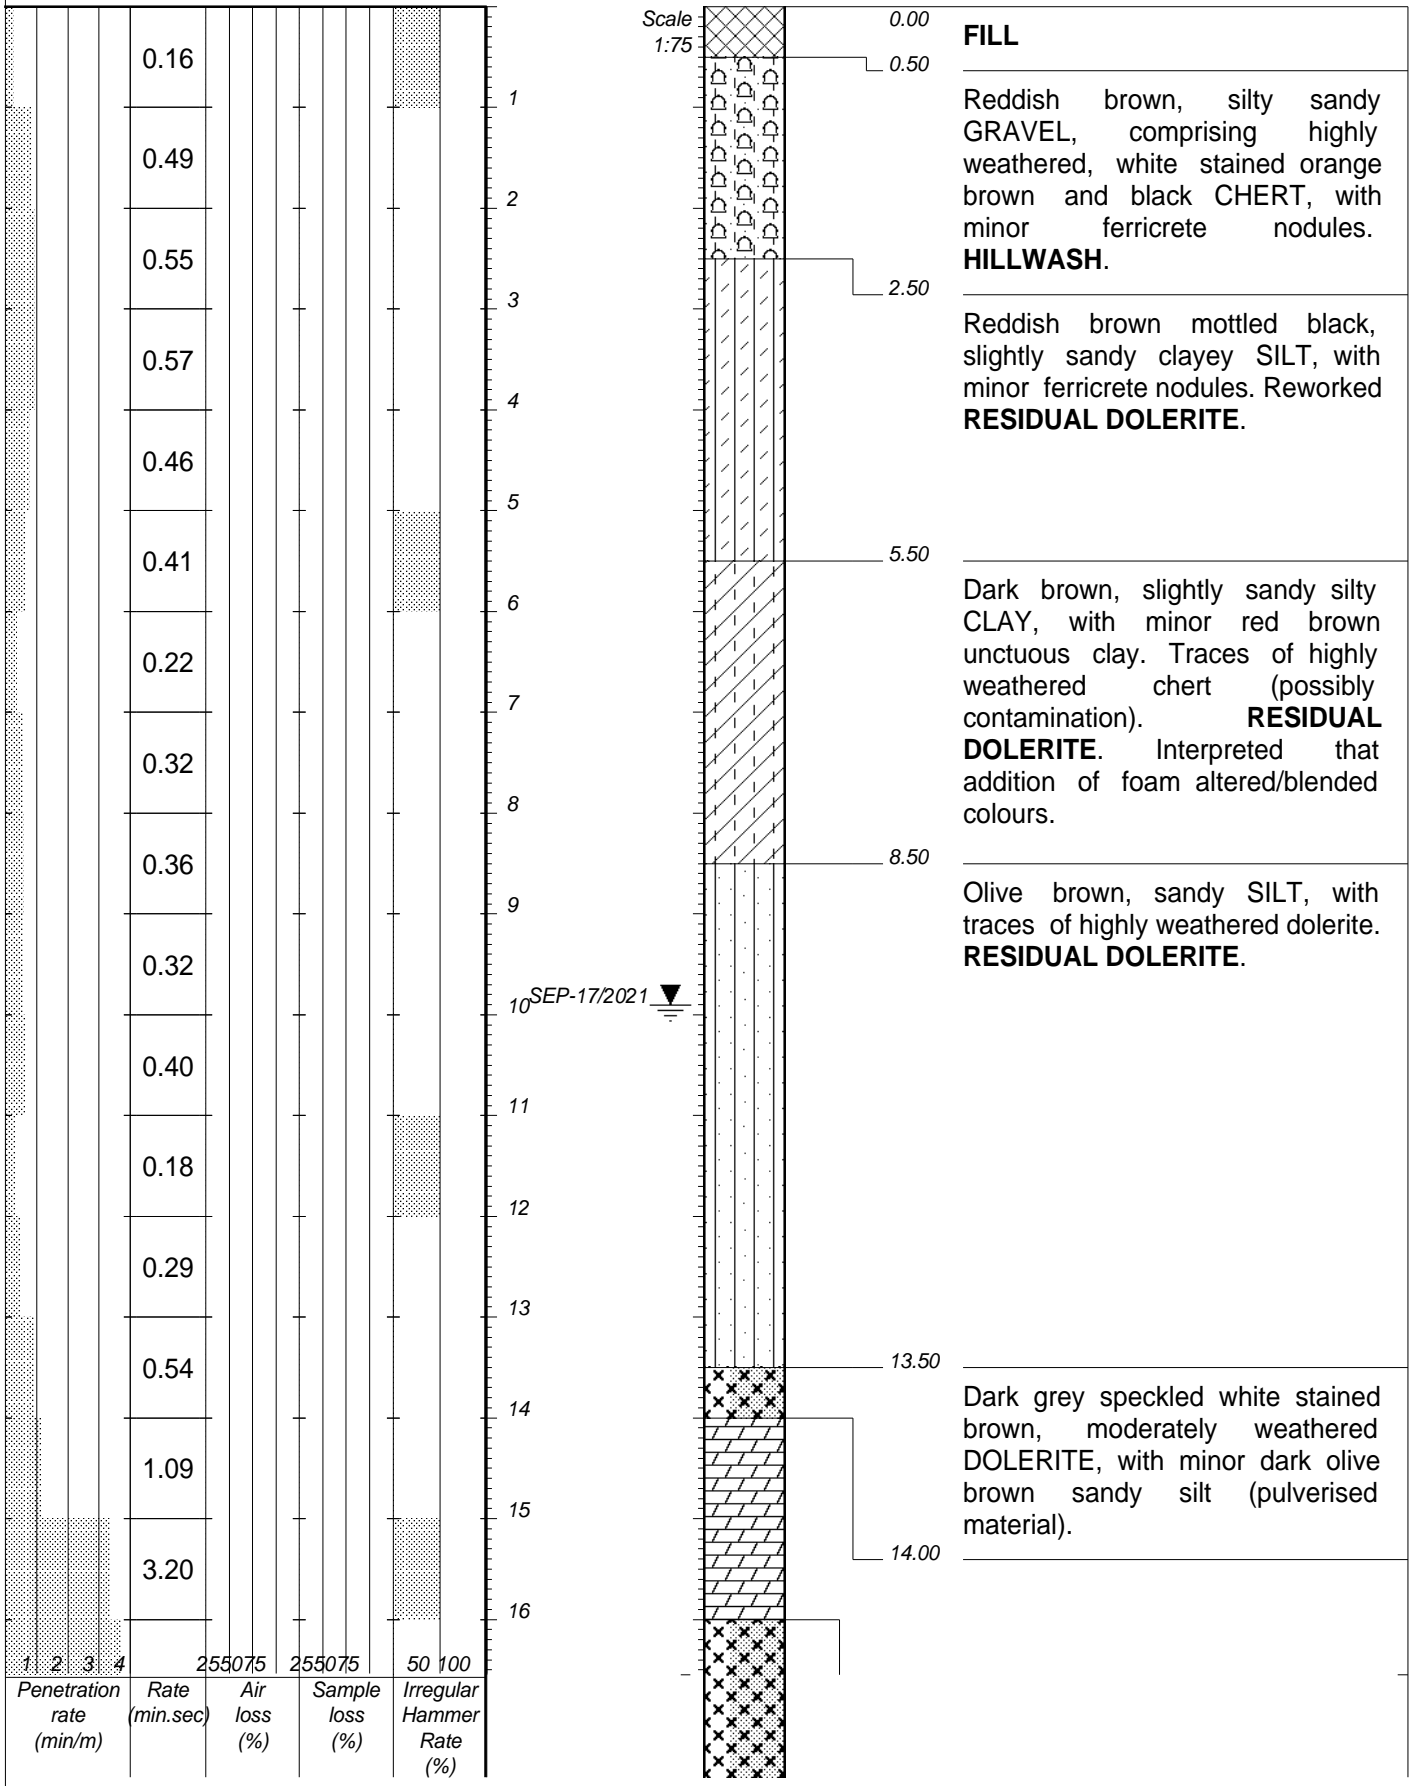 Scale
1:75
0.00
FILL
0.50
Reddish brown, silty sandy
GRAVEL, comprising highly
weathered, white stained orange
brown and black CHERT, with
minor ferricrete nodules.
HILLWASH.
2.50
Reddish brown mottled black,
slightly sandy clayey SILT, with
minor ferricrete nodules. Reworked
RESIDUAL DOLERITE.
5.50
Dark brown, slightly sandy silty
CLAY, with minor red brown
unctuous clay. Traces of highly
weathered chert (possibly
contamination). RESIDUAL
DOLERITE. Interpreted that
addition of foam altered/blended
colours.
8.50
Olive brown, sandy SILT, with
traces of highly weathered dolerite.
RESIDUAL DOLERITE.
SEP-17/2021
13.50
Dark grey speckled white stained
brown, moderately weathered
DOLERITE, with minor dark olive
brown sandy silt (pulverised
material).
14.00
0.16
1
0.49
2
0.55
3
0.57
4
0.46
5
0.41
6
0.22
7
0.32
8
0.36
9
0.32
10
0.40
11
0.18
12
0.29
13
0.54
14
1.09
15
3.20
16
1 2 3 4
255075 255075 50 100
Penetration
rate
(min/m)
Rate
(min.sec)
Air
loss
(%)
Sample
loss
(%)
Irregular
Hammer
Rate
(%)